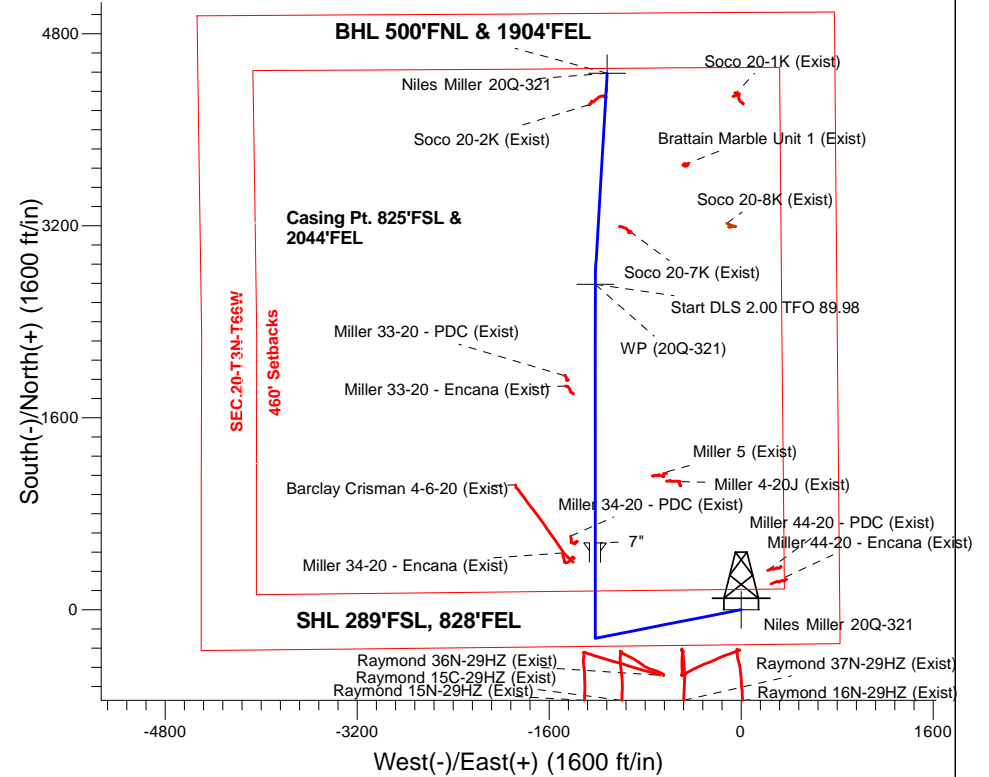 4800
BHL 500'FNL & 1904'FEL
Soco 20-1K (Exist)
Niles Miller 20Q-321
Soco 20-2K (Exist)
Brattain Marble Unit 1 (Exist)
Soco 20-8K (Exist)
3200
Casing Pt. 825'FSL &
2044'FEL
Soco 20-7K (Exist)
Start DLS 2.00 TFO 89.98
WP (20Q-321)
SEC.20-T3N-T66W
460' Setbacks
Miller 33-20 - PDC (Exist)
Miller 33-20 - Encana (Exist)
1600
South(-)/North(+) (1600 ft/in)
Miller 5 (Exist)
Barclay Crisman 4-6-20 (Exist)
Miller 4-20J (Exist)
Miller 34-20 - PDC (Exist)
Miller 44-20 - PDC (Exist)
7"
Miller 44-20 - Encana (Exist)
Miller 34-20 - Encana (Exist)
0
SHL 289'FSL, 828'FEL
Niles Miller 20Q-321
Raymond 36N-29HZ (Exist)
Raymond 37N-29HZ (Exist)
Raymond 15C-29HZ (Exist)
Raymond 15N-29HZ (Exist)
Raymond 16N-29HZ (Exist)
-4800
-3200
-1600
0
1600
West(-)/East(+) (1600 ft/in)